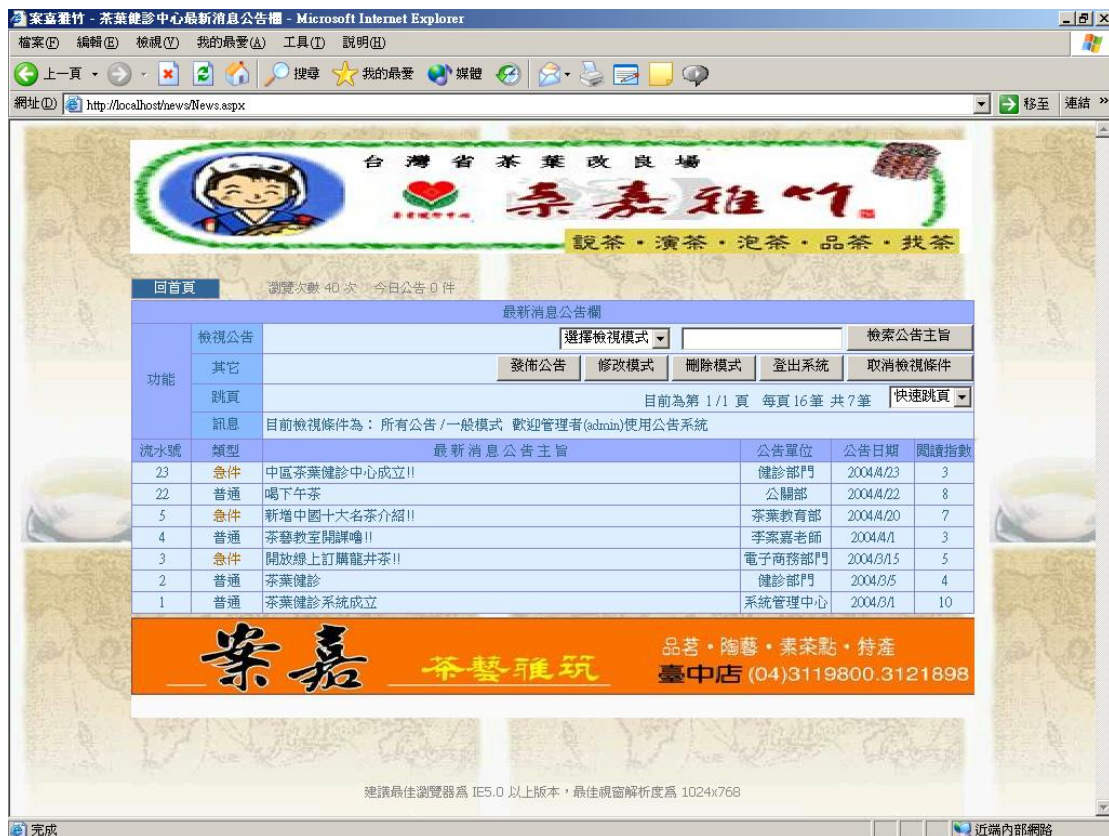 案嘉雅竹 - 茶葉健診中心最新消息公告欄 - Microsoft Internet Explorer
檔案(F) 編輯(E) 檢視(V) 我的最愛(A) 工具(T) 說明(H)
上一頁 搜尋 我的最愛 媒體
網址(D) http://localhost/news/News.aspx 移至 連結 »
台灣省茶葉改良場
嘉雅竹
說茶・演茶・泡茶・品茶・找茶
回首頁 瀏覽次數 40 次 今日公告 0 件
最新消息公告欄
功能
檢視公告 選擇檢視模式 檢索公告主旨
其它 發佈公告 修改模式 刪除模式 登出系統 取消檢視條件
跳頁 目前為第 1/1 頁 每頁 16 筆 共 7 筆 快速跳頁
訊息 目前檢視條件為： 所有公告 / 一般模式 歡迎管理者(admin)使用公告系統
流水號 類型 最新消息公告主旨 公告單位 公告日期 閱讀指數
23 急件 中區茶葉健診中心成立!! 健診部門 2004/4/23 3
22 普通 喝下午茶 公關部 2004/4/22 8
5 急件 新增中國十大名茶介紹!! 茶葉教育部 2004/4/20 7
4 普通 茶藝教室開課嚕!! 李案嘉老師 2004/4/1 3
3 急件 開放線上訂購龍井茶!! 電子商務部門 2004/3/15 5
2 普通 茶葉健診 健診部門 2004/3/5 4
1 普通 茶葉健診系統成立 系統管理中心 2004/3/1 10
案嘉 茶藝雅筑
品茗・陶藝・素茶點・特產
臺中店 (04)3119800.3121898
建議最佳瀏覽器為 IE5.0 以上版本，最佳視窗解析度為 1024x768
完成 近端內部網路